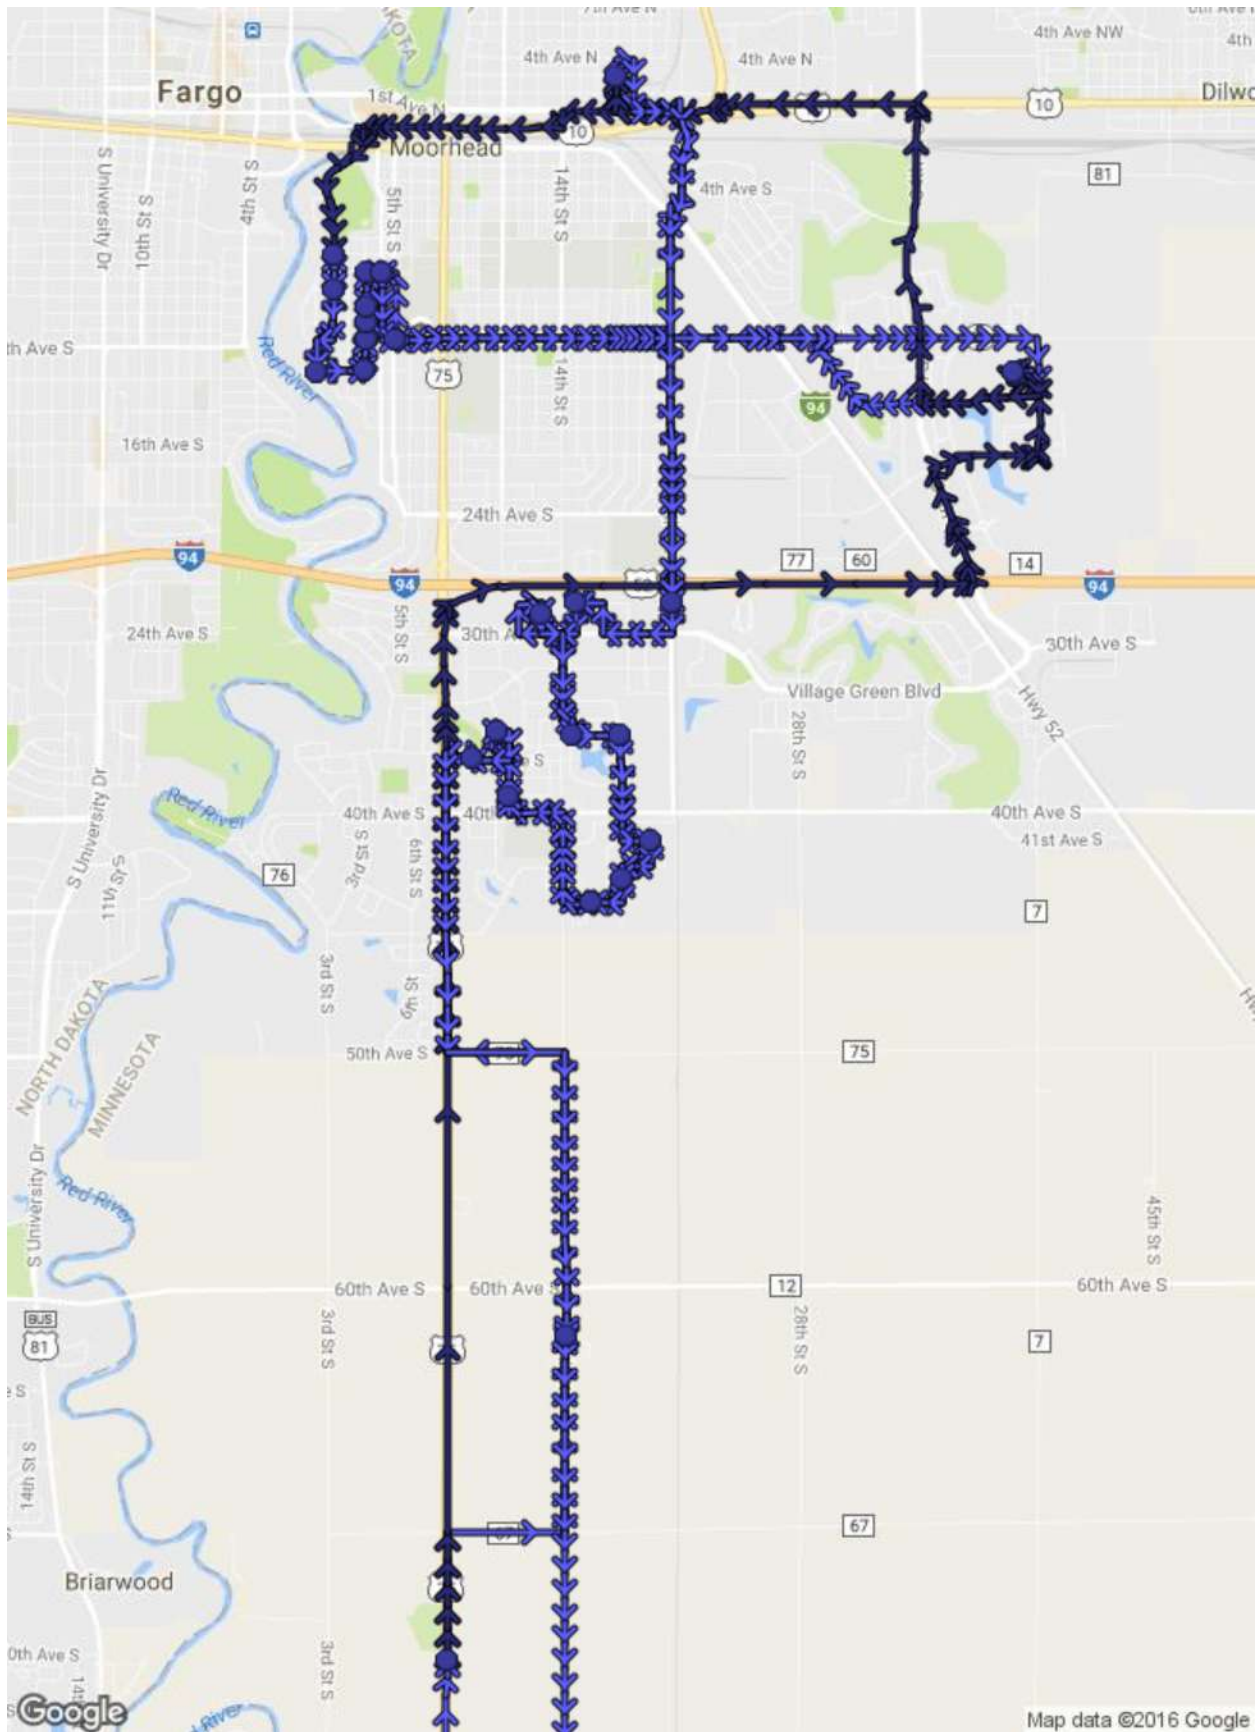 4th Ave N
4th Ave N
4th Ave NW
4th
Fargo
1st Ave N
10
10
Dilwo
Moorhead
81
S University Dr
10th St S
4th St S
5th St S
14th St S
4th Ave S
th Ave S
Red River
75
14th St S
94
16th Ave S
24th Ave S
94
94
77
60
14
94
5th St S
24th Ave S
30th A
30th Ave S
Village Green Blvd
28th St S
Hwy 52
e S
Red River
S University Dr
40th Ave S
40th
40th Ave S
41st Ave S
6th St S
3rd St S
11th St S
76
7
3rd St S
NORTH DAKOTA
MINNESOTA
50th Ave S
75
S University Dr
Red River
45th St S
60th Ave S
60th Ave S
12
60th Ave S
BUS
81
3rd St S
28th St S
7
14th St S
67
67
Briarwood
3rd St S
0th Ave S
Google
Map data ©2016 Google